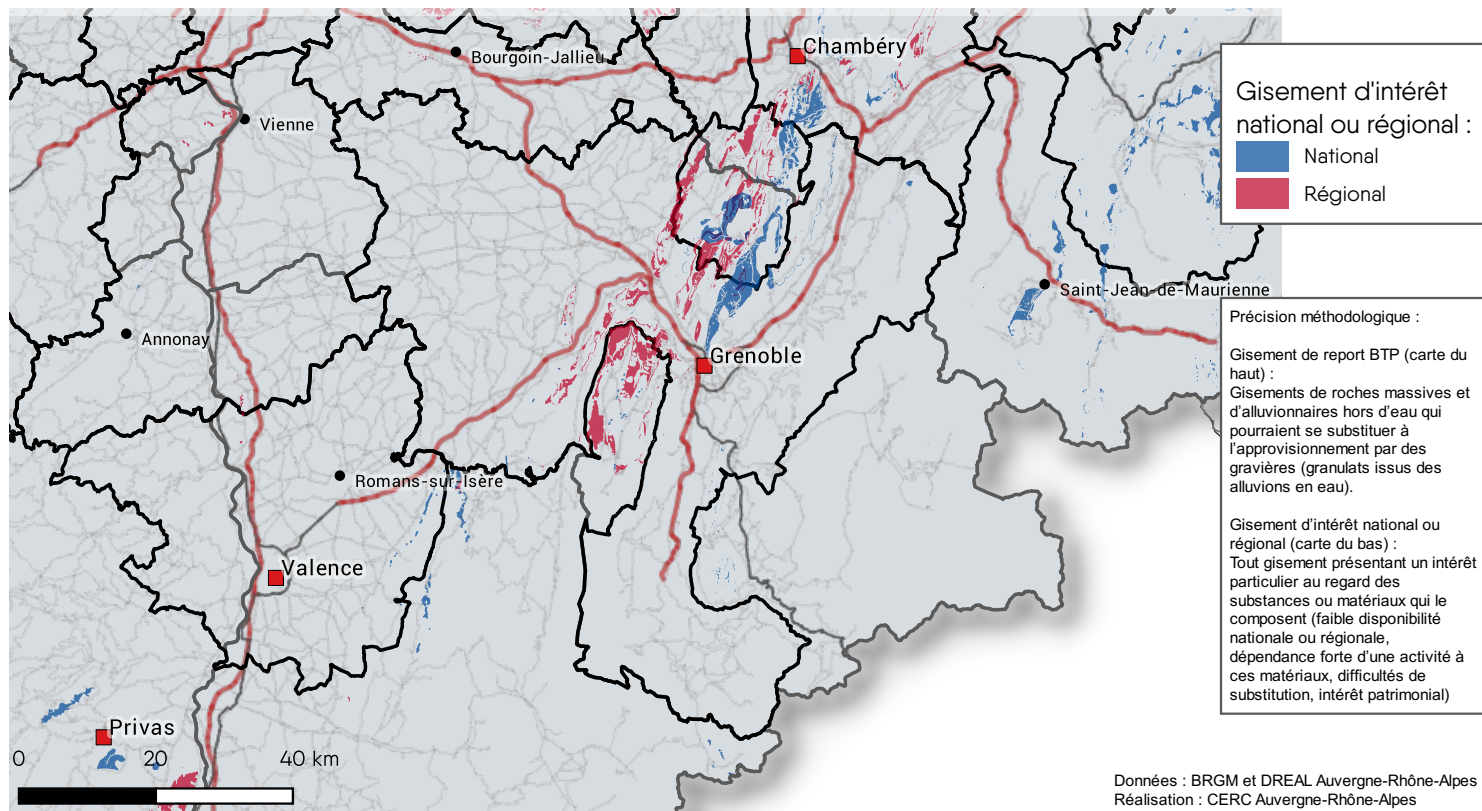 Chambéry
Bourgoin-Jallieu
Vienne
Gisement d'intérêt
national ou régional :
National
Régional
Saint-Jean-de-Maurienne
Annonay
Grenoble
Romans-sur-Isère
Valence
Privas
0 20 40 km
Précision méthodologique :
Gisement de report BTP (carte du
haut) :
Gisements de roches massives et
d'alluvionnaires hors d'eau qui
pourraient se substituer à
l'approvisionnement par des
gravières (granulats issus des
alluvions en eau).
Gisement d'intérêt national ou
régional (carte du bas) :
Tout gisement présentant un intérêt
particulier au regard des
substances ou matériaux qui le
composent (faible disponibilité
nationale ou régionale,
dépendance forte d'une activité à
ces matériaux, difficultés de
substitution, intérêt patrimonial)
Données : BRGM et DREAL Auvergne-Rhône-Alpes
Réalisation : CERC Auvergne-Rhône-Alpes